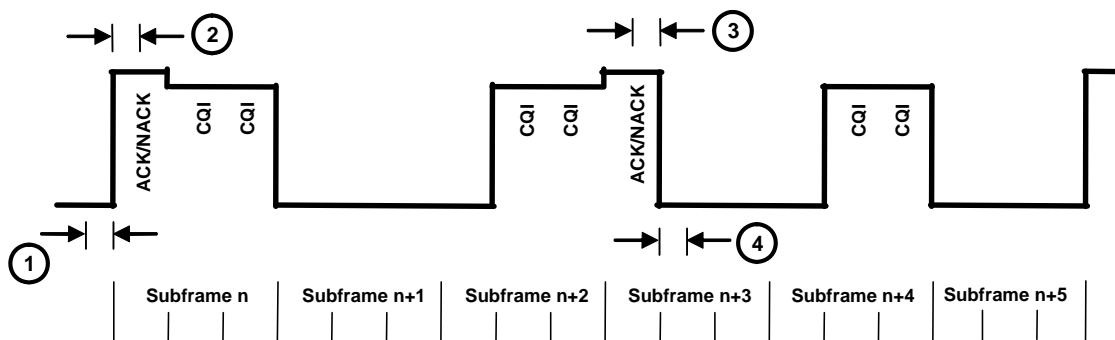 2
3
ACK/NACK
CQI
CQI
CQI
CQI
ACK/NACK
CQI
CQI
1
4
Subframe n
Subframe n+1
Subframe n+2
Subframe n+3
Subframe n+4
Subframe n+5